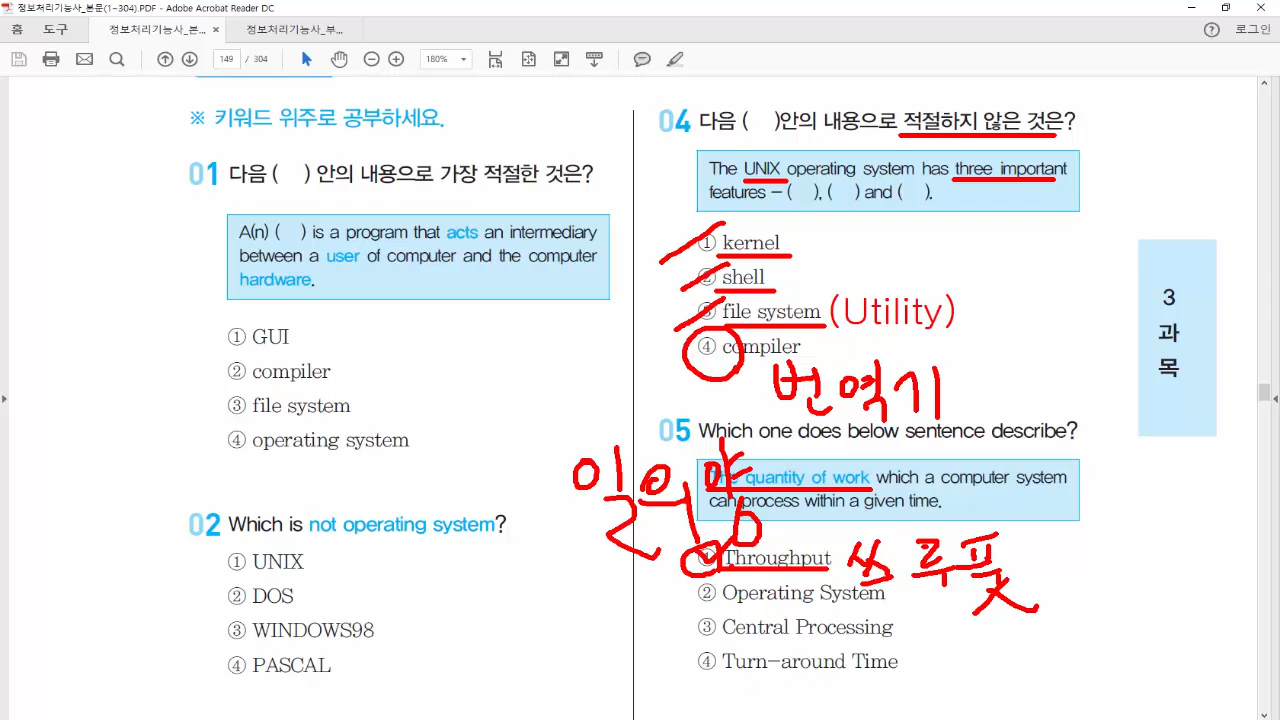 정보처리기능사_본문(1~304).PDF - Adobe Acrobat Reader DC
홈 도구 정보처리기능사_본... × 정보처리기능사_부... 로그인
149 / 304 180%
※ 키워드 위주로 공부하세요.
01 다음 ( ) 안의 내용으로 가장 적절한 것은?
A(n) ( ) is a program that acts an intermediary
between a user of computer and the computer
hardware.
① GUI
② compiler
③ file system
④ operating system
02 Which is not operating system?
① UNIX
② DOS
③ WINDOWS98
④ PASCAL
04 다음 ( )안의 내용으로 적절하지 않은 것은?
The UNIX operating system has three important
features - ( ), ( ) and ( ).
① kernel
② shell
③ file system (Utility)
④ compiler
번역기
05 Which one does below sentence describe?
The quantity of work which a computer system
can process within a given time.
일의 양
① Throughput 쓰루풋
② Operating System
③ Central Processing
④ Turn-around Time
3
과
목